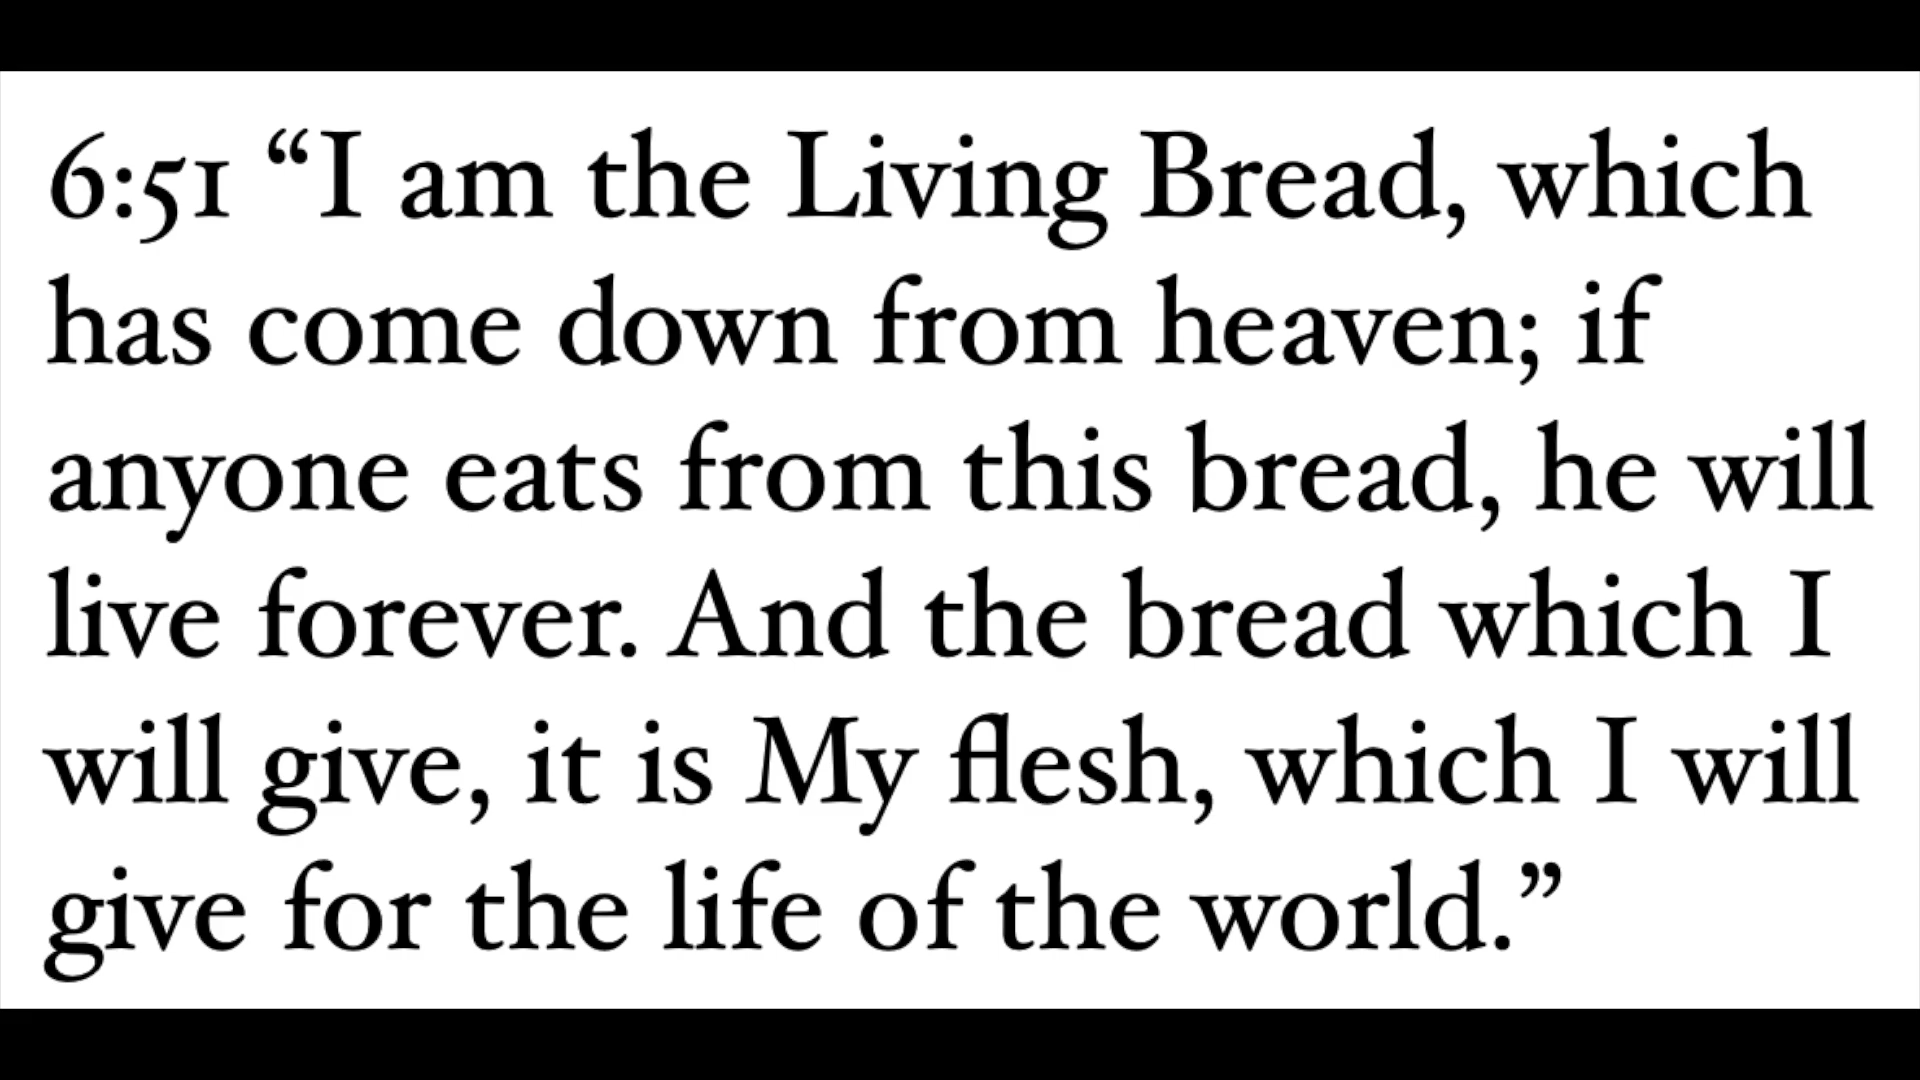 6:51 “I am the Living Bread, which
has come down from heaven; if
anyone eats from this bread, he will
live forever. And the bread which I
will give, it is My flesh, which I will
give for the life of the world.”